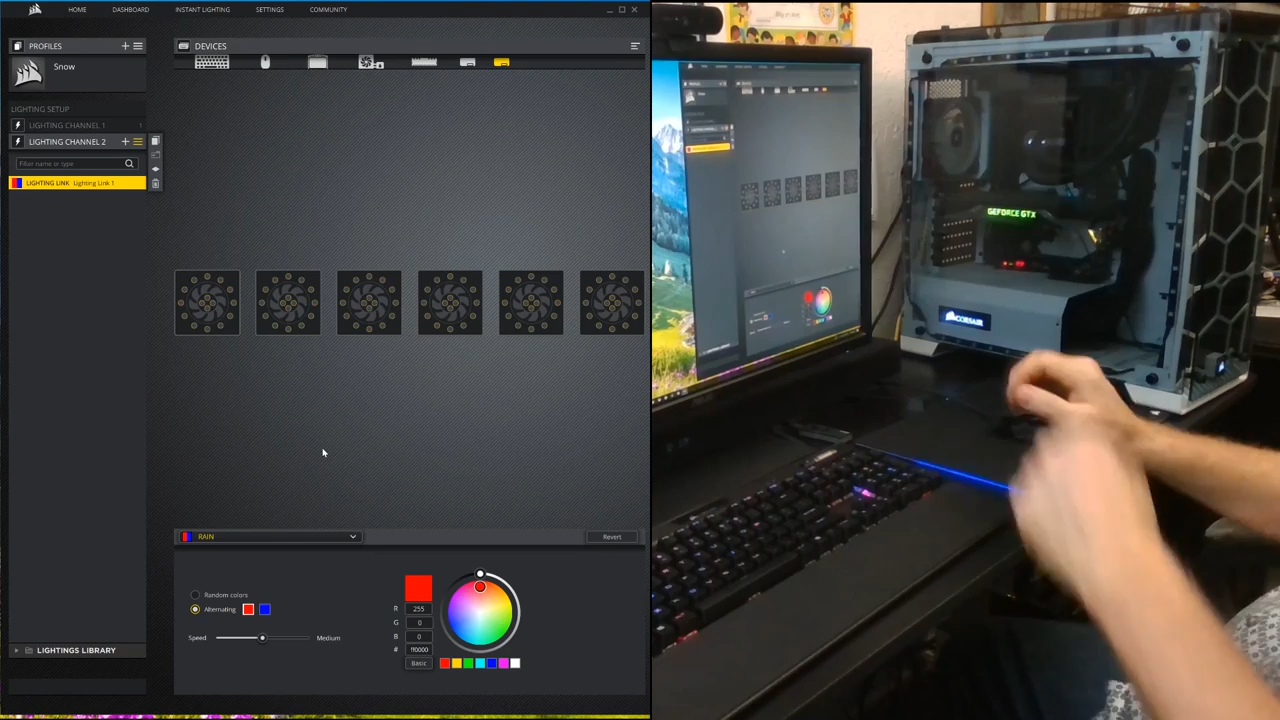 HOME DASHBOARD INSTANT LIGHTING SETTINGS COMMUNITY
PROFILES
Snow
LIGHTING SETUP
LIGHTING CHANNEL 1 1
LIGHTING CHANNEL 2
Filter name or type
LIGHTING LINK Lighting Link 1
LIGHTINGS LIBRARY
DEVICES
RAIN
Revert
Random colors
Alternating
Speed Medium
R 255
G 0
B 0
# ff0000
Basic
GEFORCE GTX
CORSAIR